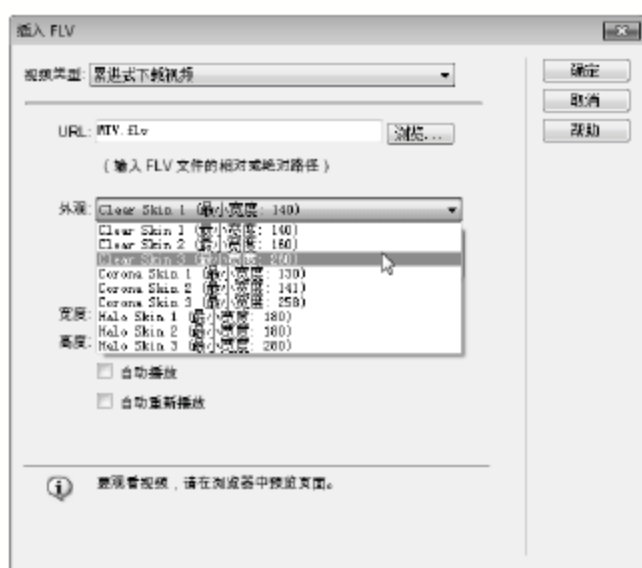 插入 FLV
视频类型: 累进式下载视频
确定
取消
帮助
URL: MTV.flv
浏览...
(输入 FLV 文件的相对或绝对路径)
外观: Clear Skin 1 (最小宽度: 140)
Clear Skin 1 (最小宽度: 140)
Clear Skin 2 (最小宽度: 160)
Clear Skin 3 (最小宽度: 260)
Corona Skin 1 (最小宽度: 130)
Corona Skin 2 (最小宽度: 141)
Corona Skin 3 (最小宽度: 258)
宽度: Halo Skin 1 (最小宽度: 180)
Halo Skin 2 (最小宽度: 180)
高度: Halo Skin 3 (最小宽度: 280)
自动播放
自动重新播放
要观看视频，请在浏览器中预览页面。